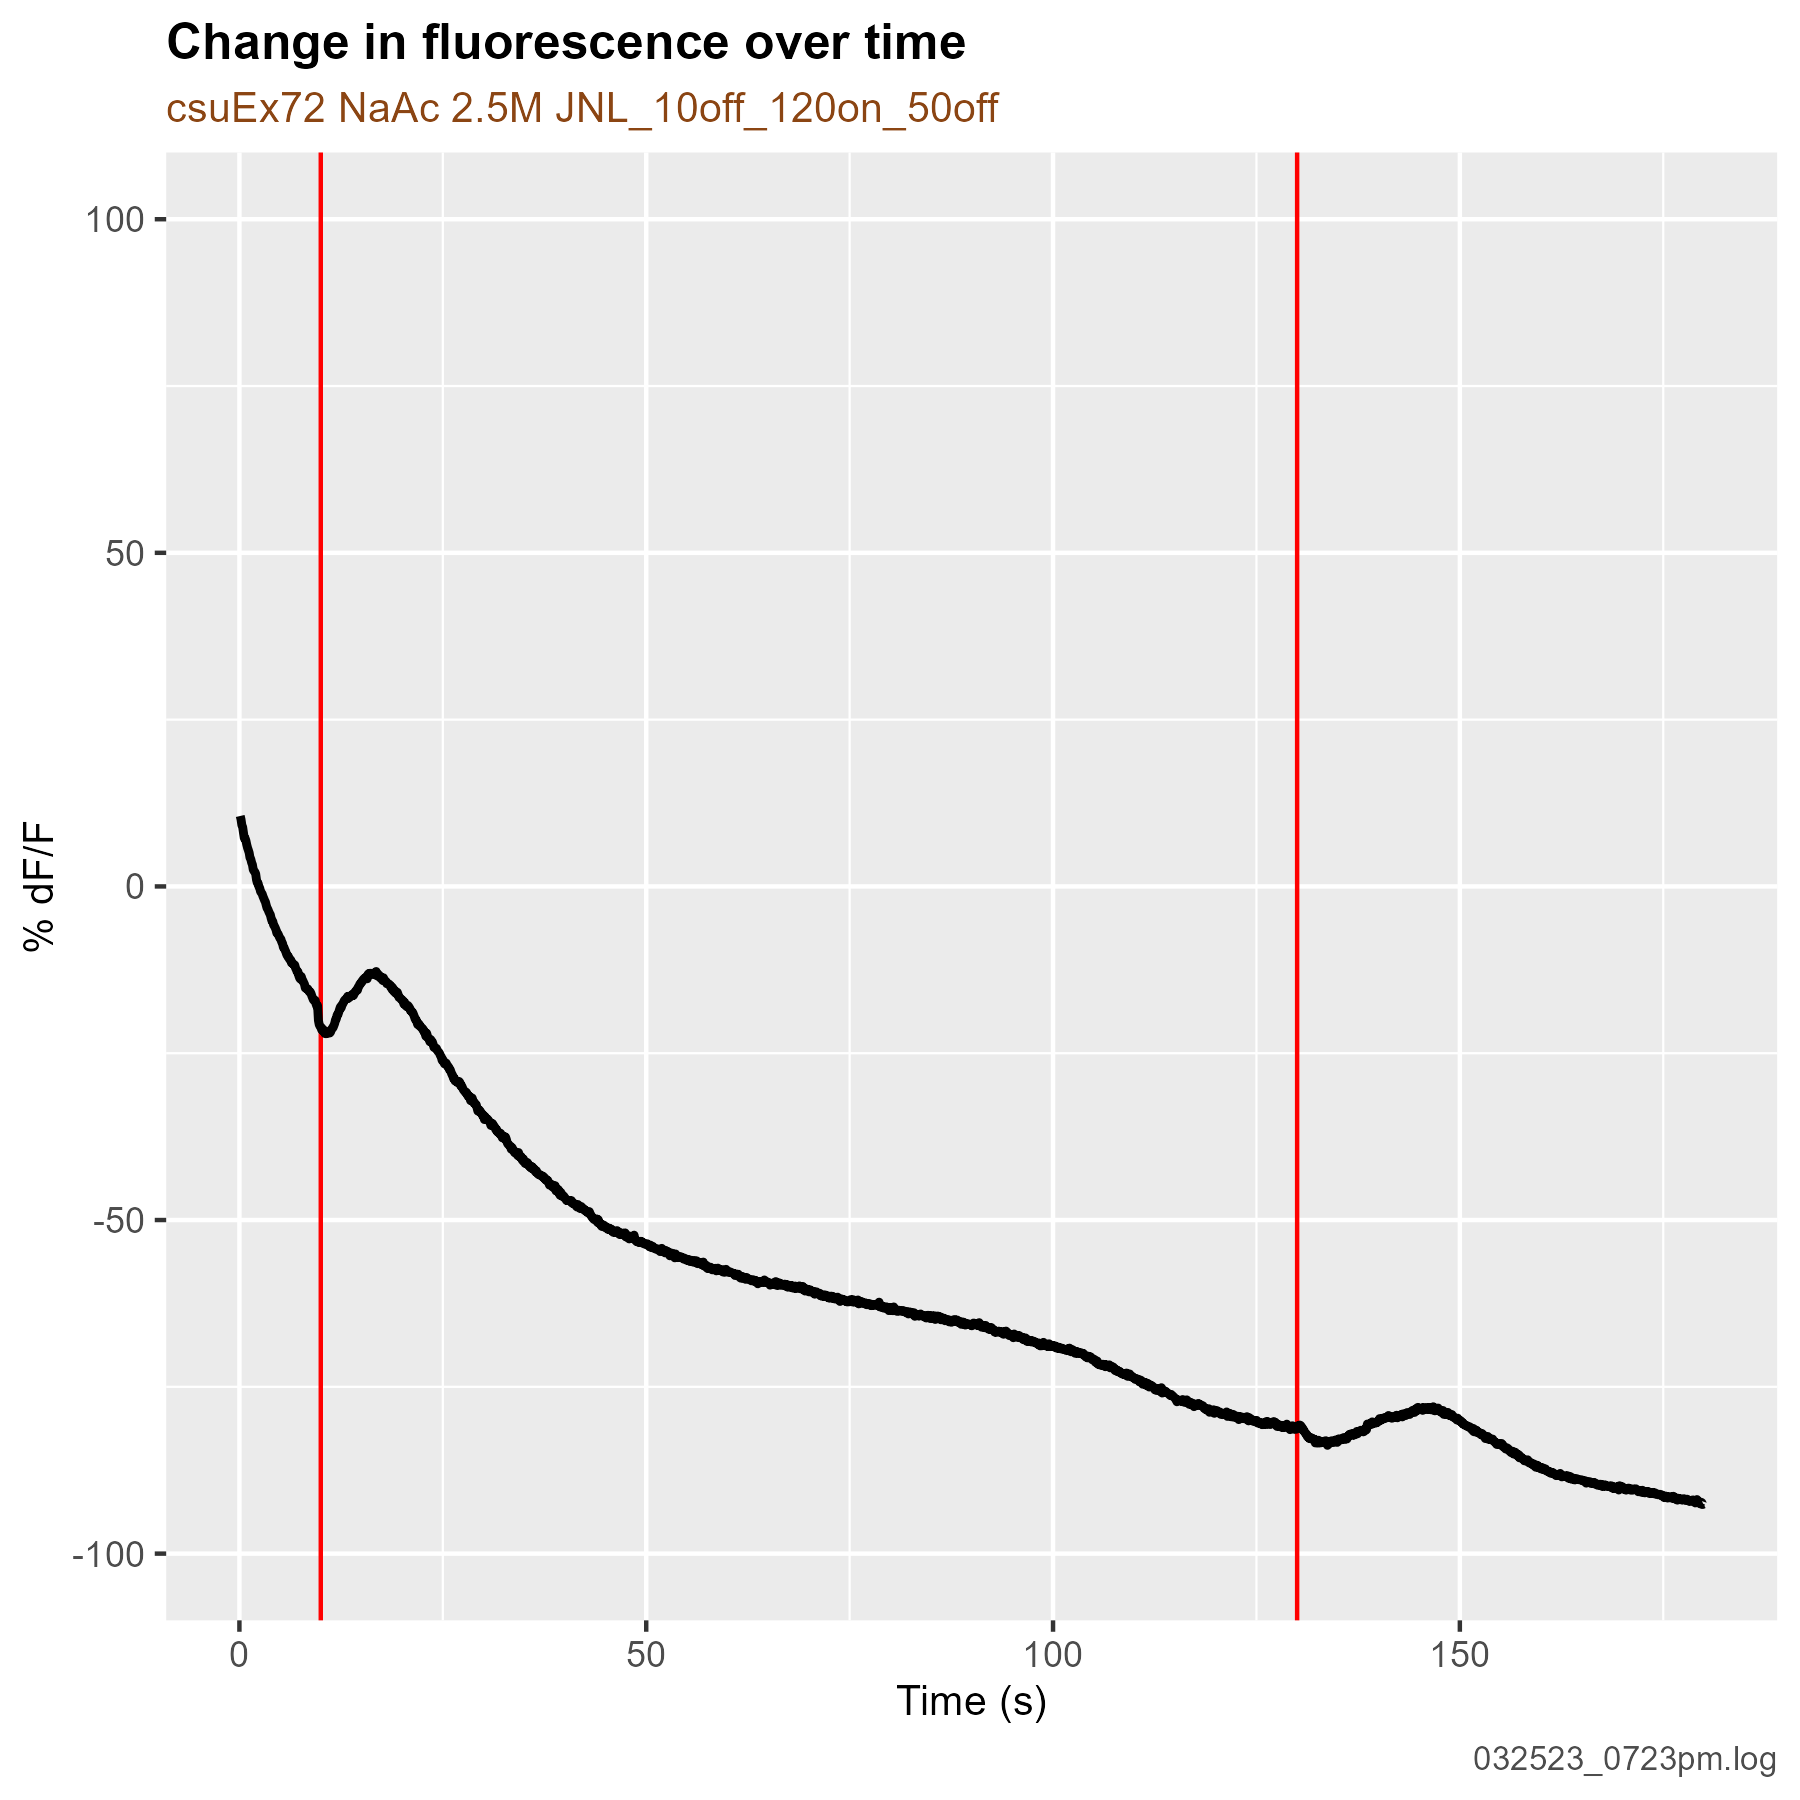 Change in fluorescence over time
csuEx72 NaAc 2.5M JNL_10off_120on_50off
100
50
0
-50
-100
% dF/F
0 50 100 150
Time (s)
032523_0723pm.log